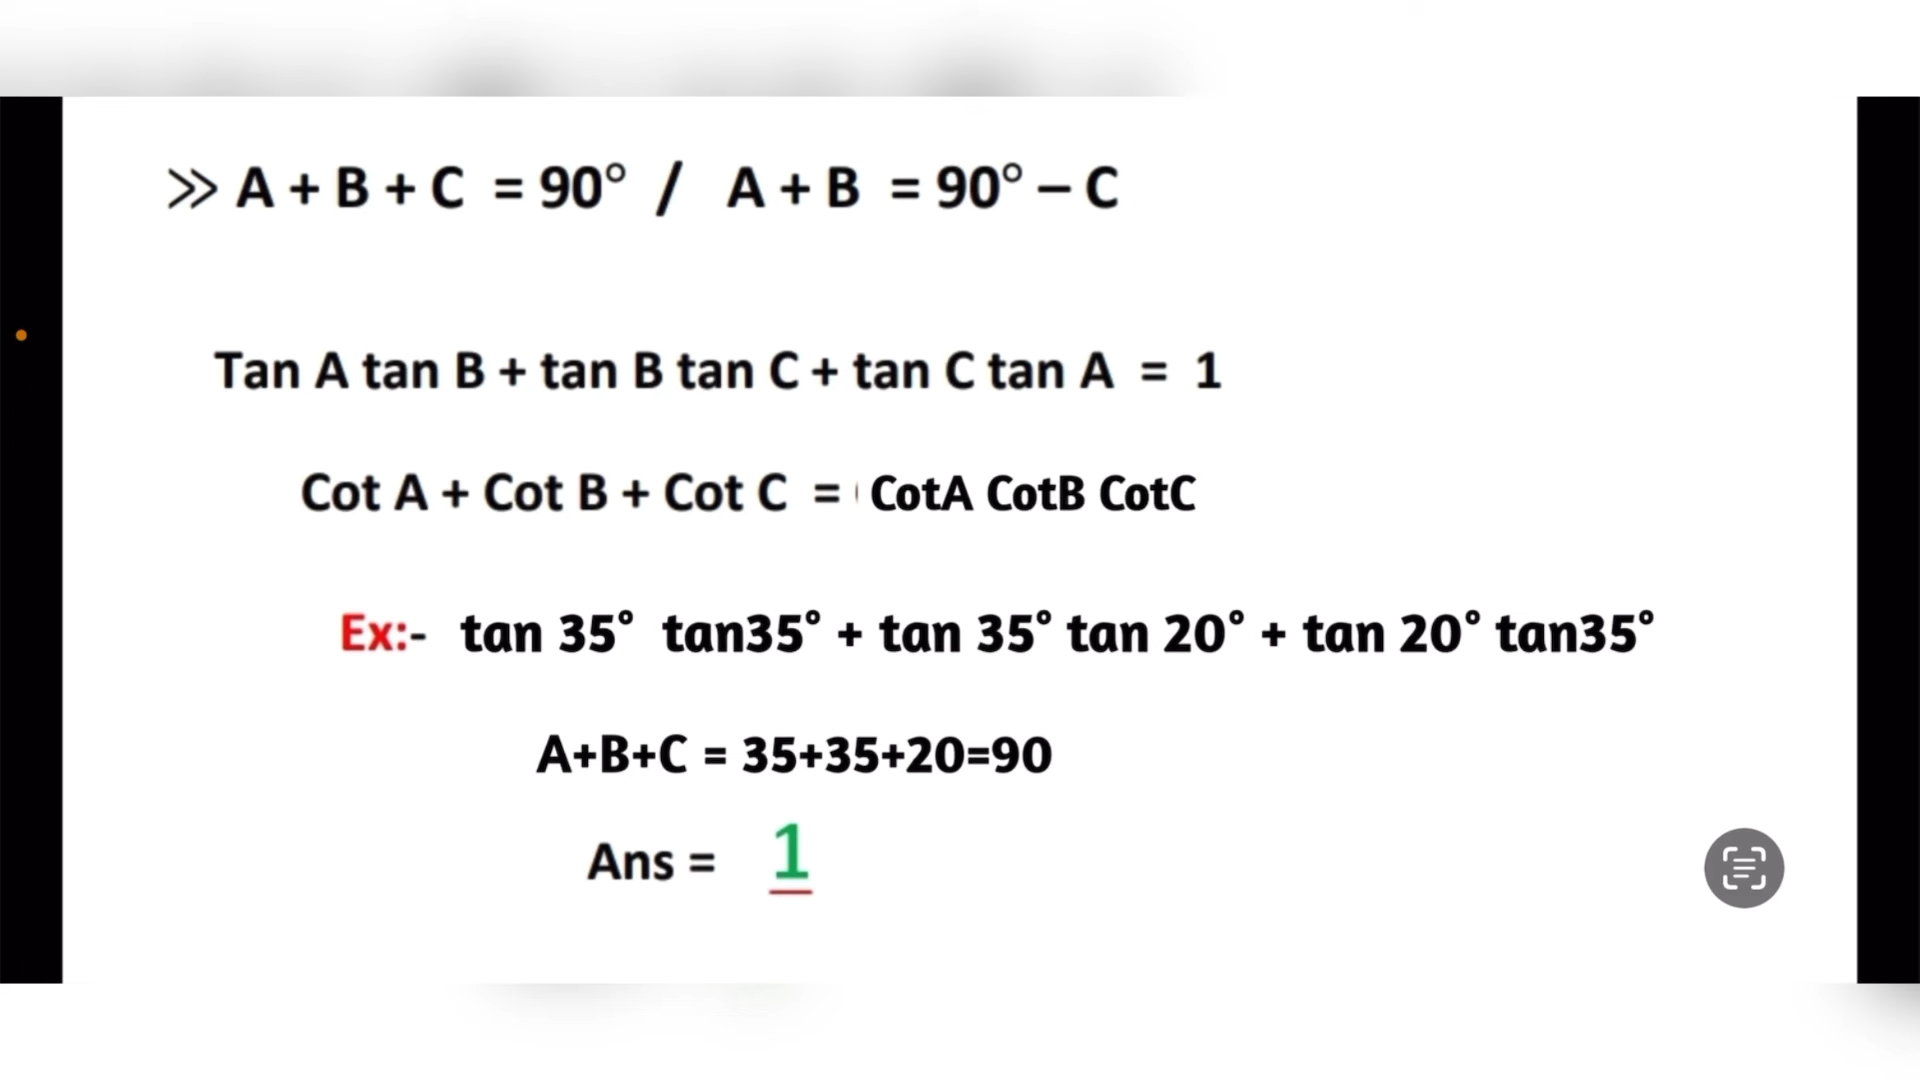 ≫ A + B + C = 90° / A + B = 90° – C
Tan A tan B + tan B tan C + tan C tan A = 1
Cot A + Cot B + Cot C = CotA CotB CotC
Ex:- tan 35° tan35° + tan 35° tan 20° + tan 20° tan35°
A+B+C = 35+35+20=90
Ans = 1